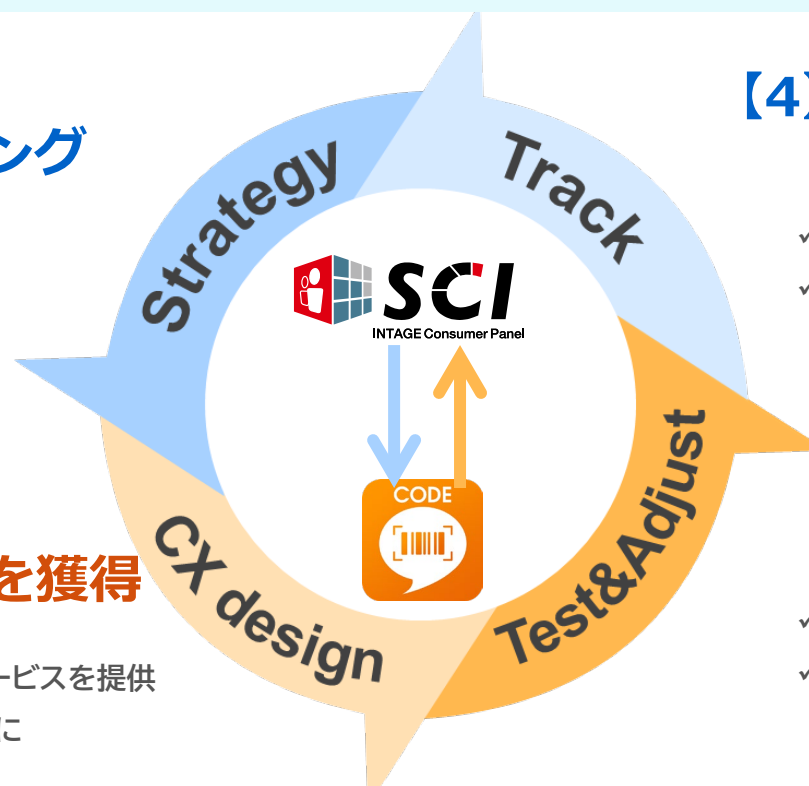 ング
【4】
Strategy
Track
SCI
INTAGE Consumer Panel
CODE
Test&Adjust
CX design
を獲得
ービスを提供
に